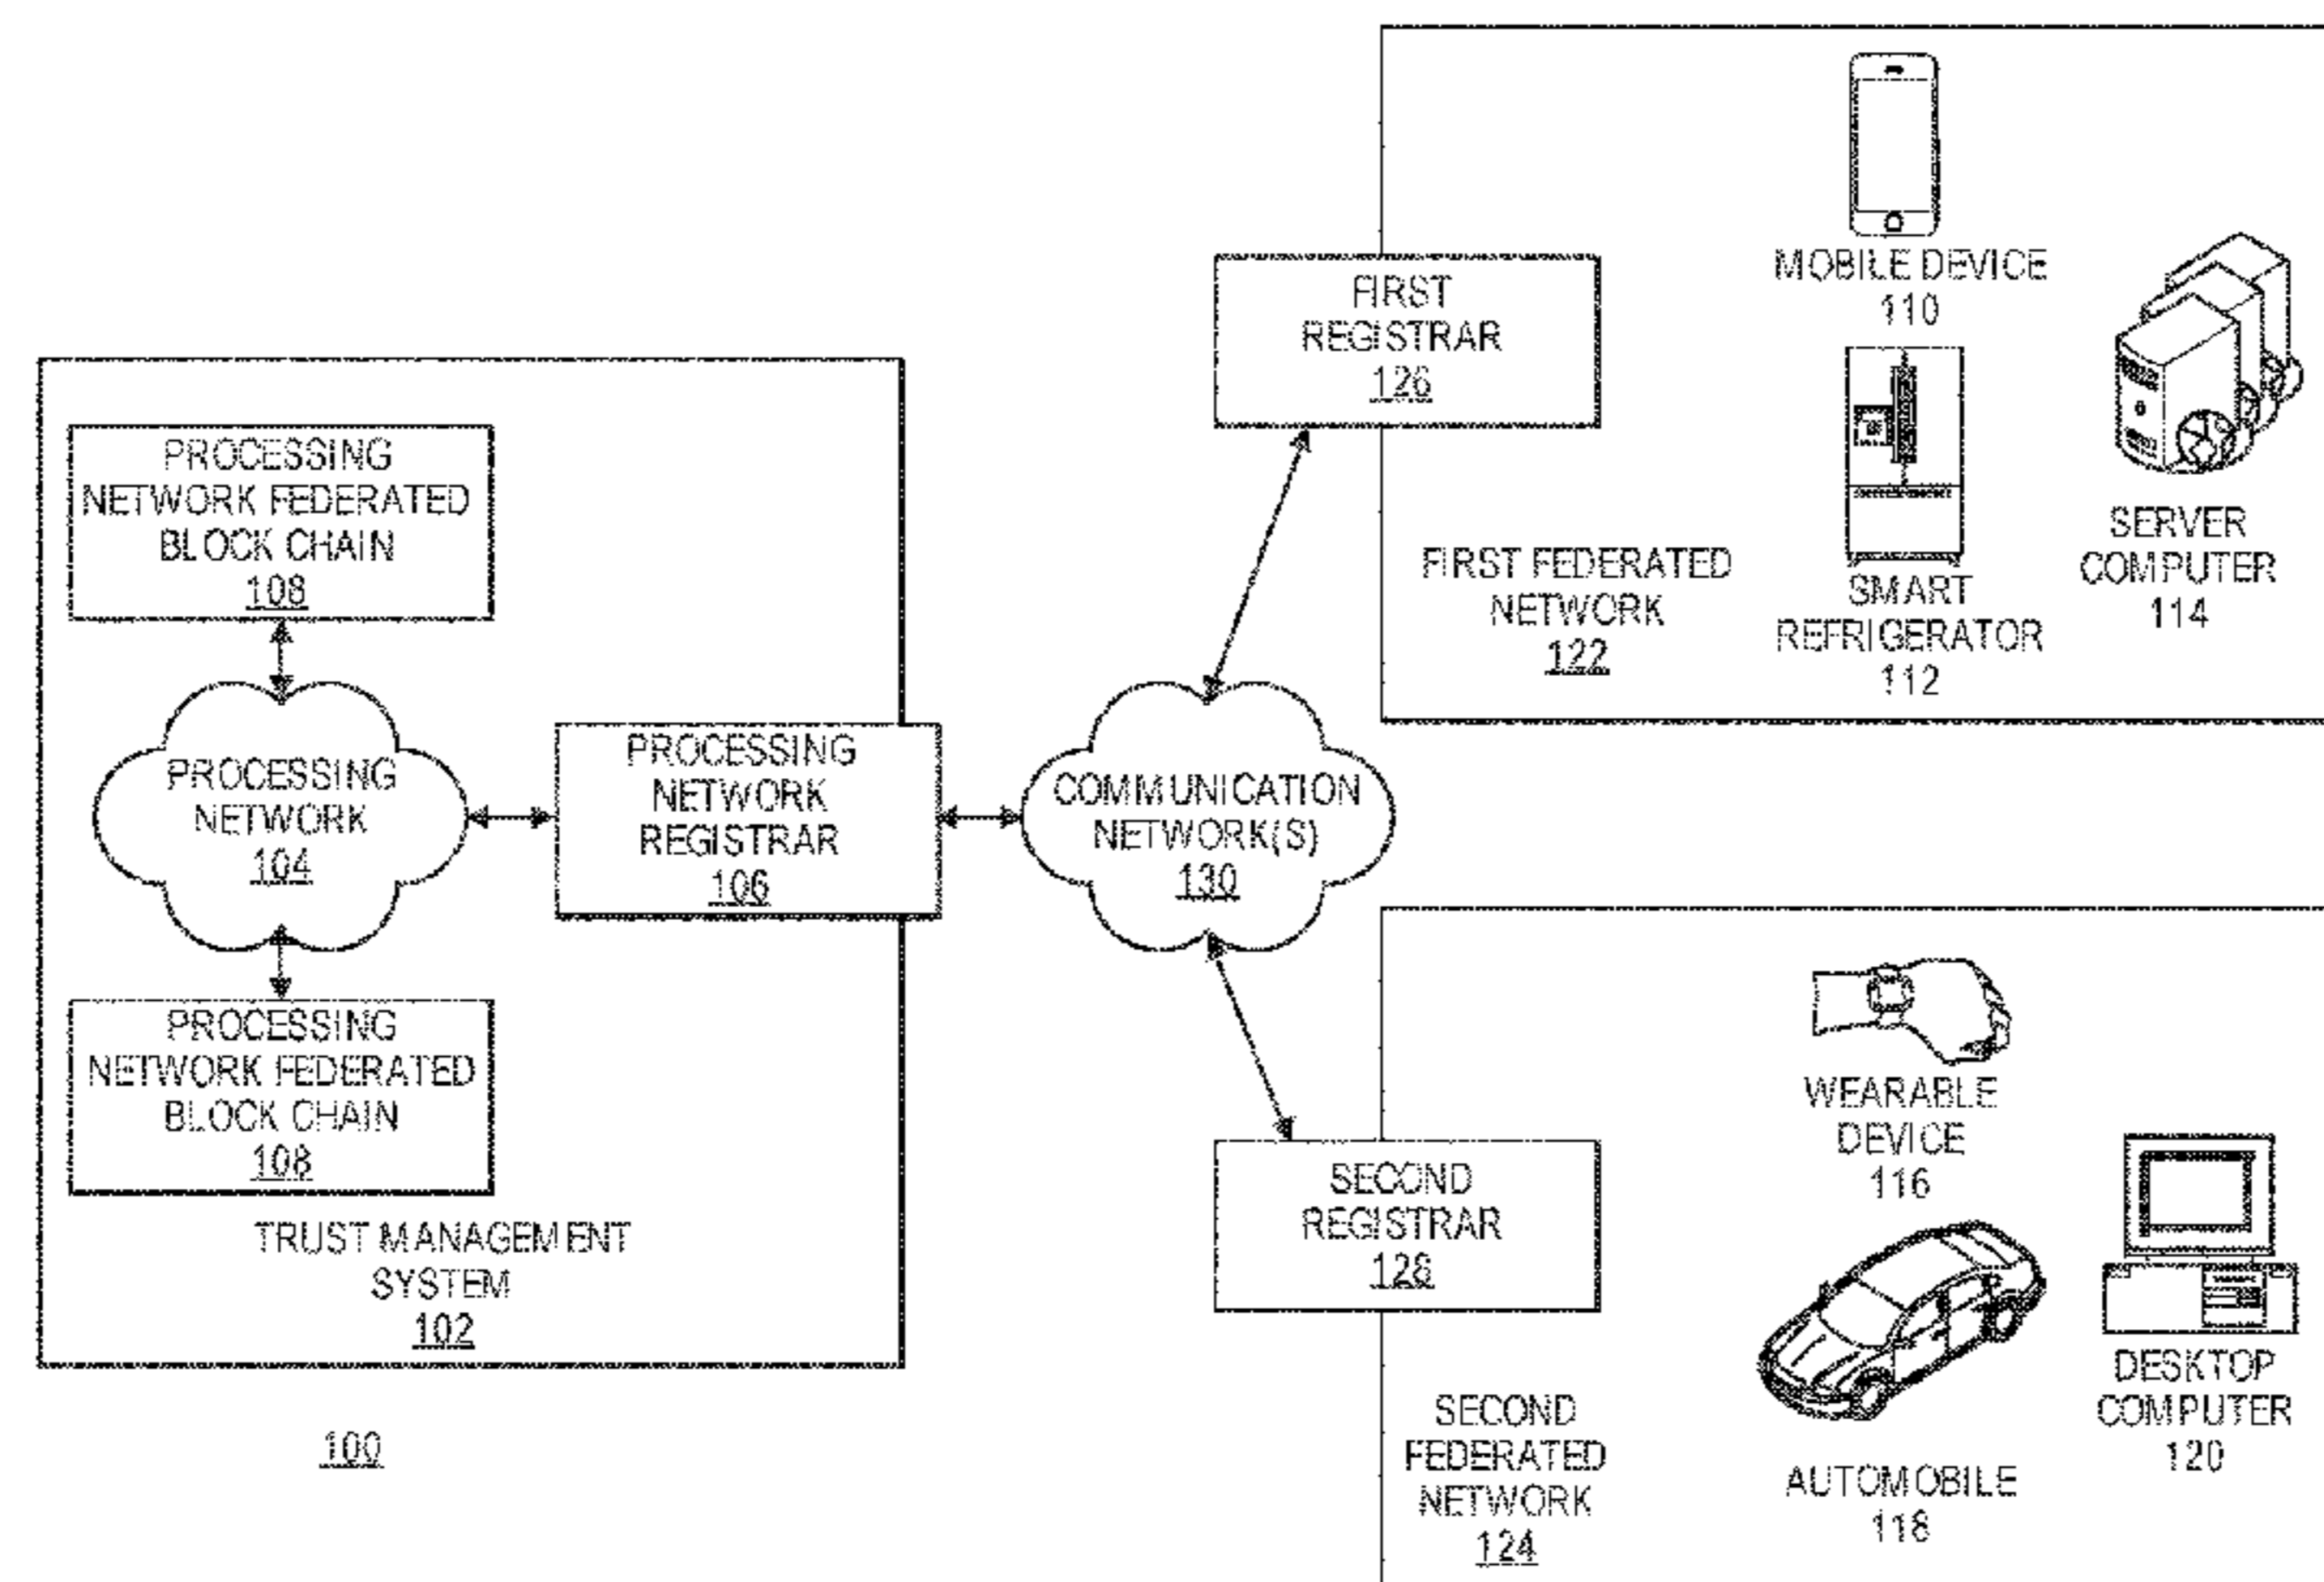 PROCESSING
NETWORK FEDERATED
BLOCK CHAIN
108
PROCESSING
NETWORK
104
PROCESSING
NETWORK FEDERATED
BLOCK CHAIN
108
TRUST MANAGEMENT
SYSTEM
102
100
PROCESSING
NETWORK
REGISTRAR
106
COMMUNICATION
NETWORK(S)
130
FIRST
REGISTRAR
126
FIRST FEDERATED
NETWORK
122
MOBILE DEVICE
110
SMART
REFRIGERATOR
112
SERVER
COMPUTER
114
SECOND
REGISTRAR
128
SECOND
FEDERATED
NETWORK
124
WEARABLE
DEVICE
116
AUTOMOBILE
118
DESKTOP
COMPUTER
120